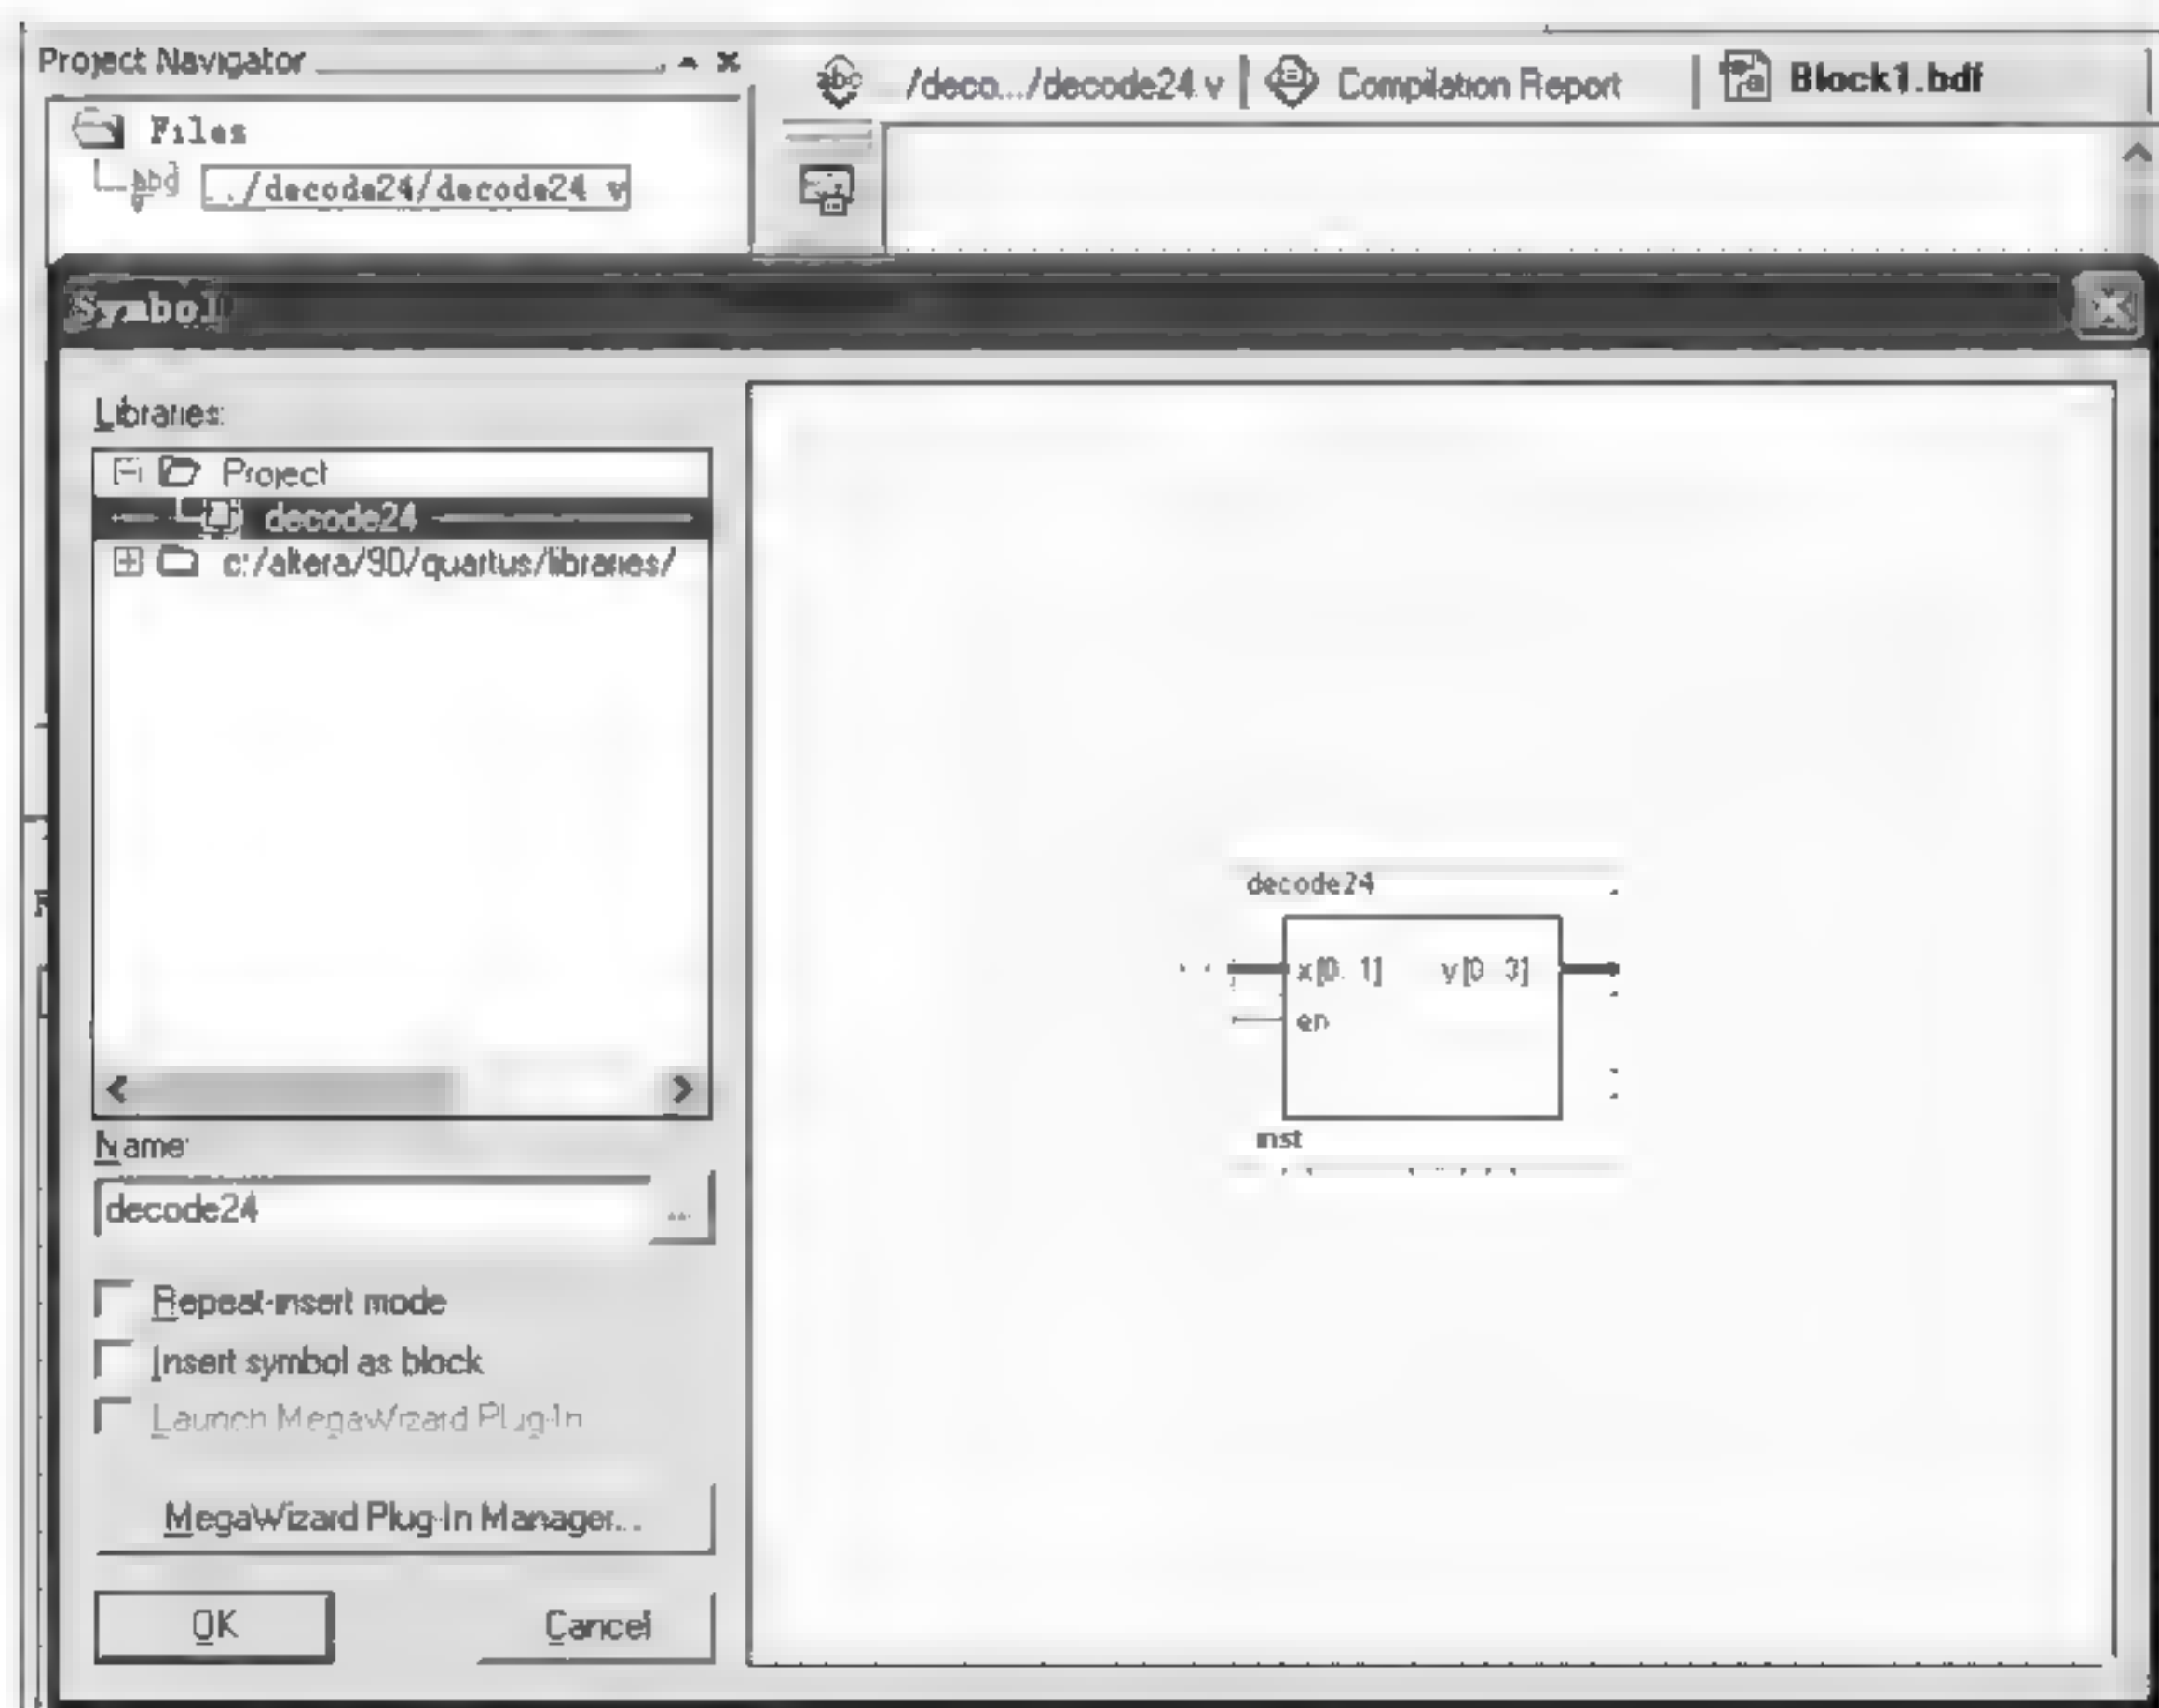 Project Navigator
/deco.../decode24.v
Compilation Report
Block1.bdf
Files
abc
../decode24/decode24.v
Symbol
Libraries:
Project
decode24
c:/altera/90/quartus/libraries/
decode24
x[0..1] y[0..3]
en
inst
Name:
decode24
...
Repeat-insert mode
Insert symbol as block
Launch MegaWizard Plug-In
MegaWizard Plug-In Manager...
OK Cancel